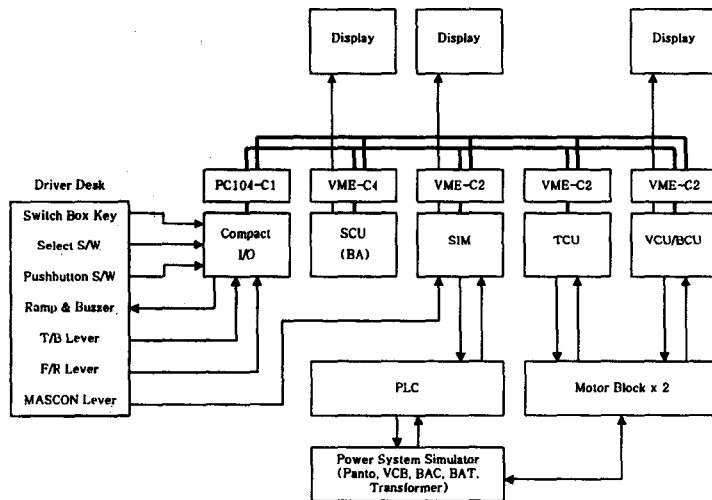 Display
Display
Display
Driver Desk
PC104-C1
VME-C4
VME-C2
VME-C2
VME-C2
Switch Box Key
Select S/W
Pushbutton S/W
Ramp & Buzzer
T/B Lever
F/R Lever
MASCON Lever
Compact
I/O
SCU
(BA)
SIM
TCU
VCU/BCU
PLC
Motor Block x 2
Power System Simulator
(Panto, VCB, BAC, BAT.
Transformer)